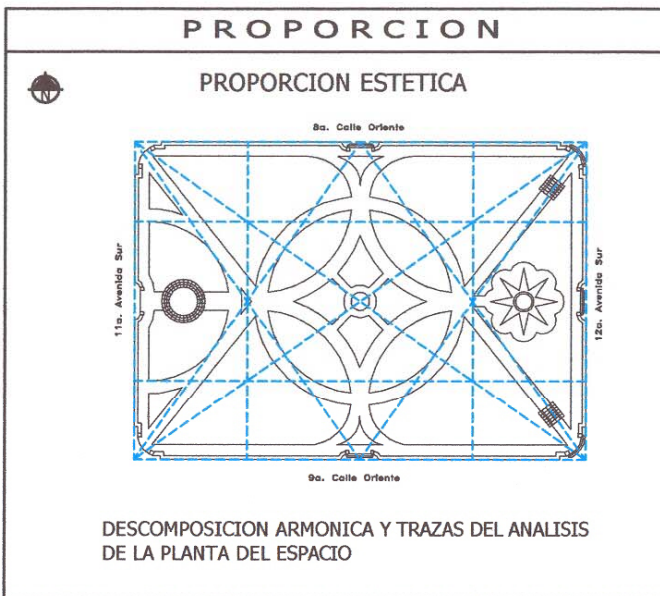 PROPORCION
PROPORCION ESTETICA
N
8a. Calle Oriente
11a. Avenida Sur
12a. Avenida Sur
9a. Calle Oriente
DESCOMPOSICION ARMONICA Y TRAZAS DEL ANALISIS
DE LA PLANTA DEL ESPACIO